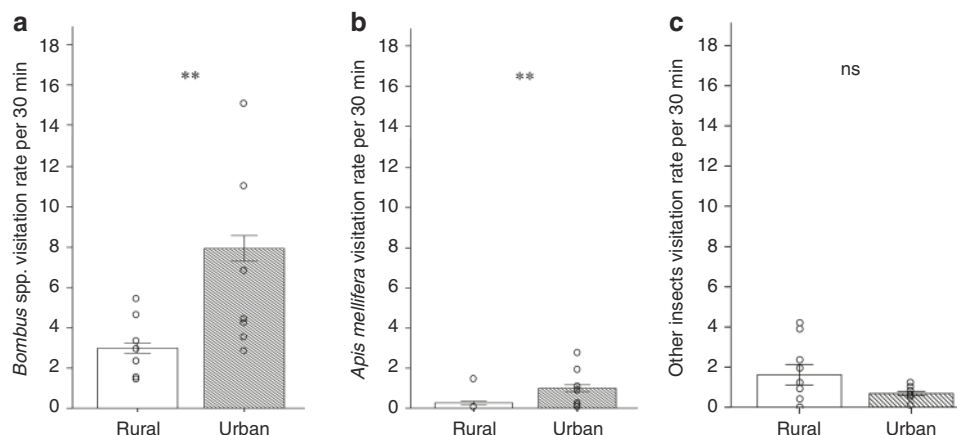 a
Bombus spp. visitation rate per 30 min
18
16
14
12
10
8
6
4
2
0
**
Rural
Urban
b
Apis mellifera visitation rate per 30 min
18
16
14
12
10
8
6
4
2
0
**
Rural
Urban
c
Other insects visitation rate per 30 min
18
16
14
12
10
8
6
4
2
0
ns
Rural
Urban